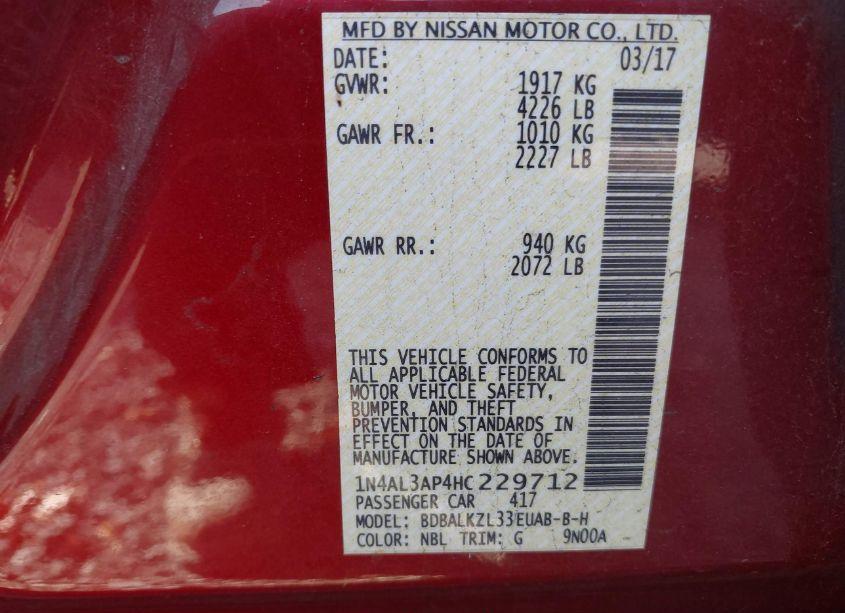 MFD BY NISSAN MOTOR CO., LTD.
DATE: 03/17
GVWR: 1917 KG
4226 LB
GAWR FR.: 1010 KG
2227 LB
GAWR RR.: 940 KG
2072 LB
THIS VEHICLE CONFORMS TO
ALL APPLICABLE FEDERAL
MOTOR VEHICLE SAFETY,
BUMPER, AND THEFT
PREVENTION STANDARDS IN
EFFECT ON THE DATE OF
MANUFACTURE SHOWN ABOVE.
1N4AL3AP4HC229712
PASSENGER CAR 417
MODEL: BDBALKZL33EUAB-B-H
COLOR: NBL TRIM: G 9N00A